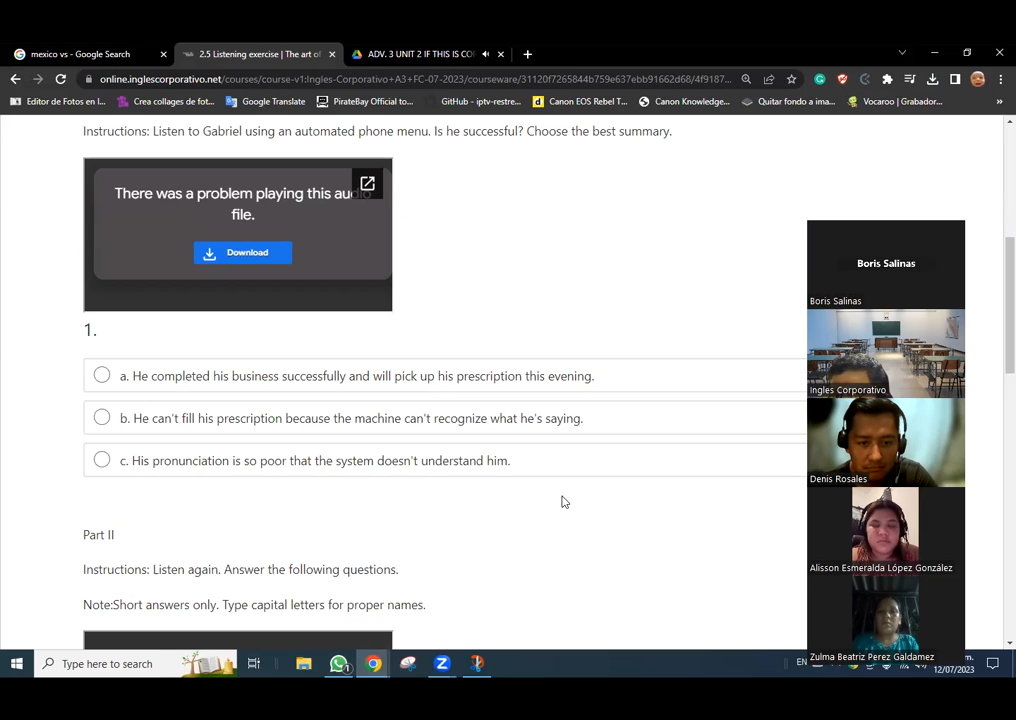 mexico vs - Google Search
2.5 Listening exercise | The art of
ADV. 3 UNIT 2 IF THIS IS CO
online.inglescorporativo.net/courses/course-v1:Ingles-Corporativo+A3+FC-07-2023/courseware/31120f7265844b759e637ebb91662d68/4f9187...
Editor de Fotos en l...
Crea collages de fot...
Google Translate
PirateBay Official to...
GitHub - iptv-restre...
Canon EOS Rebel T...
Canon Knowledge...
Quitar fondo a ima...
Vocaroo | Grabador...
»
Instructions: Listen to Gabriel using an automated phone menu. Is he successful? Choose the best summary.
There was a problem playing this audio
file.
Download
1.
a. He completed his business successfully and will pick up his prescription this evening.
b. He can't fill his prescription because the machine can't recognize what he's saying.
c. His pronunciation is so poor that the system doesn't understand him.
Part II
Instructions: Listen again. Answer the following questions.
Note:Short answers only. Type capital letters for proper names.
Boris Salinas
Boris Salinas
Ingles Corporativo
Denis Rosales
Alisson Esmeralda López González
Zulma Beatriz Perez Galdamez
Type here to search
1
EN
m.
12/07/2023